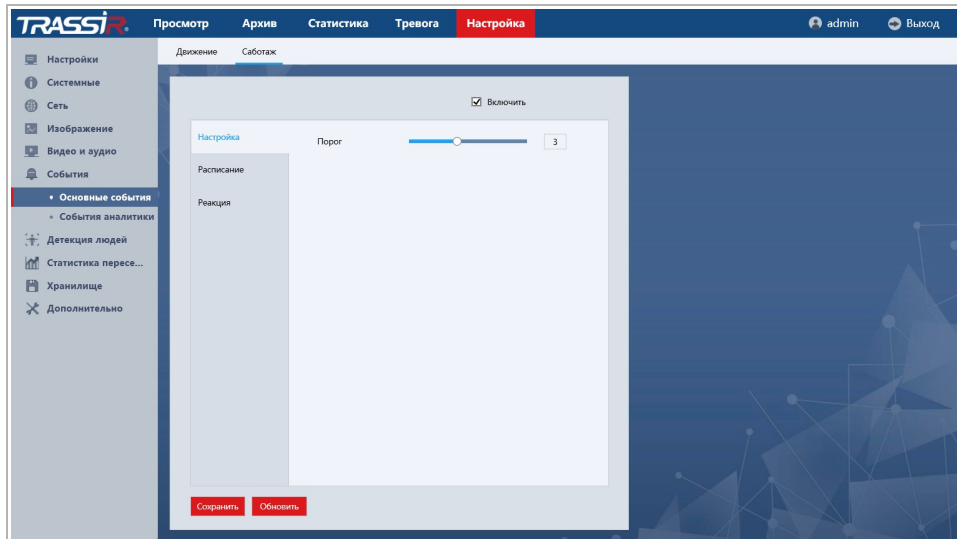 TRASSIR
Просмотр Архив Статистика Тревога Настройка admin Выход
Движение Саботаж
Настройки
Системные
Сеть
Изображение
Видео и аудио
События
• Основные события
• События аналитики
Детекция людей
Статистика пересе...
Хранилище
Дополнительно
Включить
Настройка
Порог 3
Расписание
Реакция
Сохранить Обновить